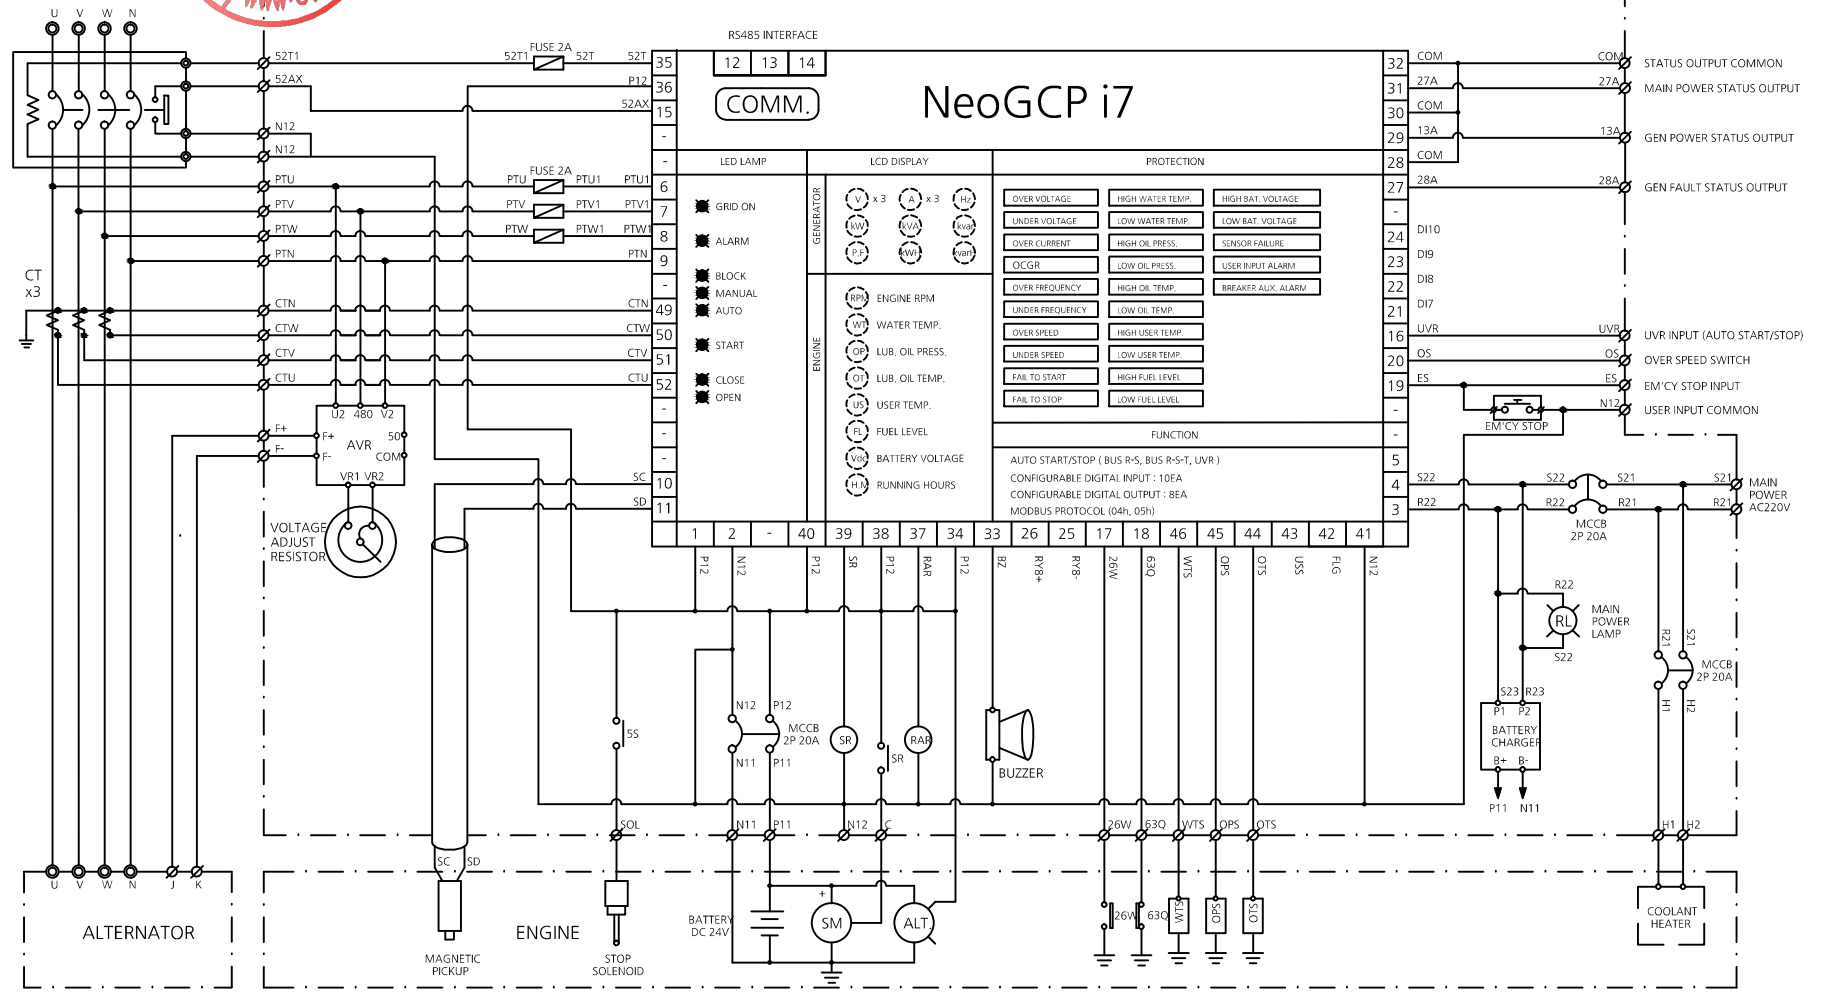 U V W N
RS485 INTERFACE
12 13 14
COMM.
NeoGCP i7
52T1 52T1 FUSE 2A 52T 52T 35
52AX P12 36
52AX 15
-
N12
N12 -
PTU PTU FUSE 2A PTU1 PTU1 6
PTV PTV PTV1 PTV1 7
PTW PTW PTW1 PTW1 8
PTN PTN 9
-
CT
x3
CTN CTN 49
CTW CTW 50
CTV CTV 51
CTU CTU 52
-
-
-
SC 10
SD 11
F+
F-
U2 480 V2
F+ 50
AVR
F- COM
VR1 VR2
VOLTAGE
ADJUST
RESISTOR
LED LAMP
GRID ON
ALARM
BLOCK
MANUAL
AUTO
START
CLOSE
OPEN
LCD DISPLAY
GENERATOR
V x 3 A x 3 Hz
kW kVA kvar
P.F kWH kvarH
ENGINE
RPM ENGINE RPM
WT WATER TEMP.
OP LUB. OIL PRESS.
OT LUB. OIL TEMP.
US USER TEMP.
FL FUEL LEVEL
Vdc BATTERY VOLTAGE
H.M RUNNING HOURS
PROTECTION
OVER VOLTAGE HIGH WATER TEMP. HIGH BAT. VOLTAGE
UNDER VOLTAGE LOW WATER TEMP. LOW BAT. VOLTAGE
OVER CURRENT HIGH OIL PRESS. SENSOR FAILURE
OCGR LOW OIL PRESS. USER INPUT ALARM
OVER FREQUENCY HIGH OIL TEMP. BREAKER AUX. ALARM
UNDER FREQUENCY LOW OIL TEMP.
OVER SPEED HIGH USER TEMP.
UNDER SPEED LOW USER TEMP.
FAIL TO START HIGH FUEL LEVEL
FAIL TO STOP LOW FUEL LEVEL
FUNCTION
AUTO START/STOP ( BUS R-S, BUS R-S-T, UVR )
CONFIGURABLE DIGITAL INPUT : 10EA
CONFIGURABLE DIGITAL OUTPUT : 8EA
MODBUS PROTOCOL (04h, 05h)
32 COM COM STATUS OUTPUT COMMON
31 27A 27A MAIN POWER STATUS OUTPUT
30 COM
29 13A 13A GEN POWER STATUS OUTPUT
28 COM
27 28A 28A GEN FAULT STATUS OUTPUT
-
24 DI10
23 DI9
22 DI8
21 DI7
16 UVR UVR UVR INPUT (AUTO START/STOP)
20 OS OS OVER SPEED SWITCH
19 ES ES EM'CY STOP INPUT
- N12 USER INPUT COMMON
EM'CY STOP
-
5
4 S22 S22 S21 S21
3 R22 R22 R21 R21
MAIN
POWER
AC220V
MCCB
2P 20A
1 2 - 40 39 38 37 34 33 26 25 17 18 46 45 44 43 42 41
P12 N12 P12 SR P12 RAR P12 BZ RY8+ RY8- 26W 63Q WTS OPS OTS USS FLG N12
R22
RL
MAIN
POWER
LAMP
S22
R21 S21
MCCB
2P 20A
H1 H2
S23 R23
P1 P2
BATTERY
CHARGER
B+ B-
P11 N11
5S
N12 P12
MCCB
2P 20A
N11 P11
SR
SR
RAR
BUZZER
SOL N11 P11 N12 C 26W 63Q WTS OPS OTS H1 H2
U V W N J K
ALTERNATOR
SC SD
MAGNETIC
PICKUP
ENGINE
STOP
SOLENOID
BATTERY
DC 24V
+
SM
ALT.
26W 63Q WTS OPS OTS
COOLANT
HEATER